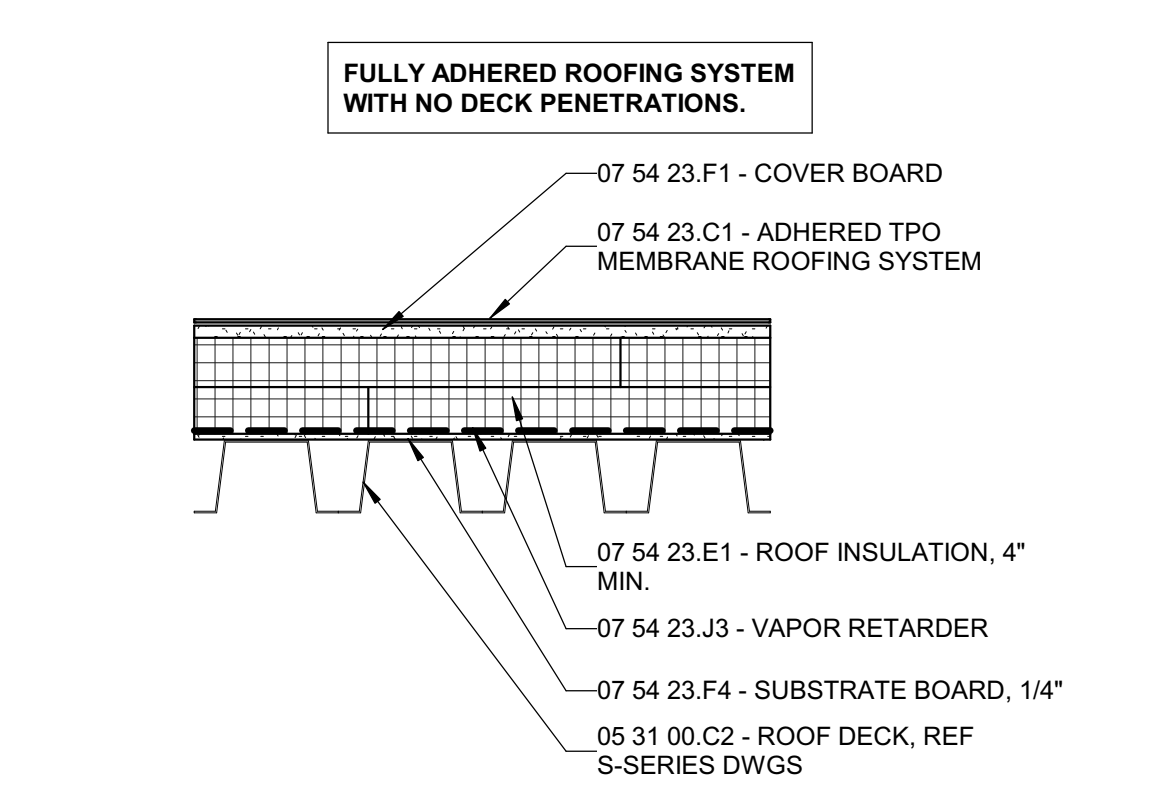 FULLY ADHERED ROOFING SYSTEM
WITH NO DECK PENETRATIONS.
07 54 23.F1 - COVER BOARD
07 54 23.C1 - ADHERED TPO
MEMBRANE ROOFING SYSTEM
07 54 23.E1 - ROOF INSULATION, 4"
MIN.
07 54 23.J3 - VAPOR RETARDER
07 54 23.F4 - SUBSTRATE BOARD, 1/4"
05 31 00.C2 - ROOF DECK, REF
S-SERIES DWGS